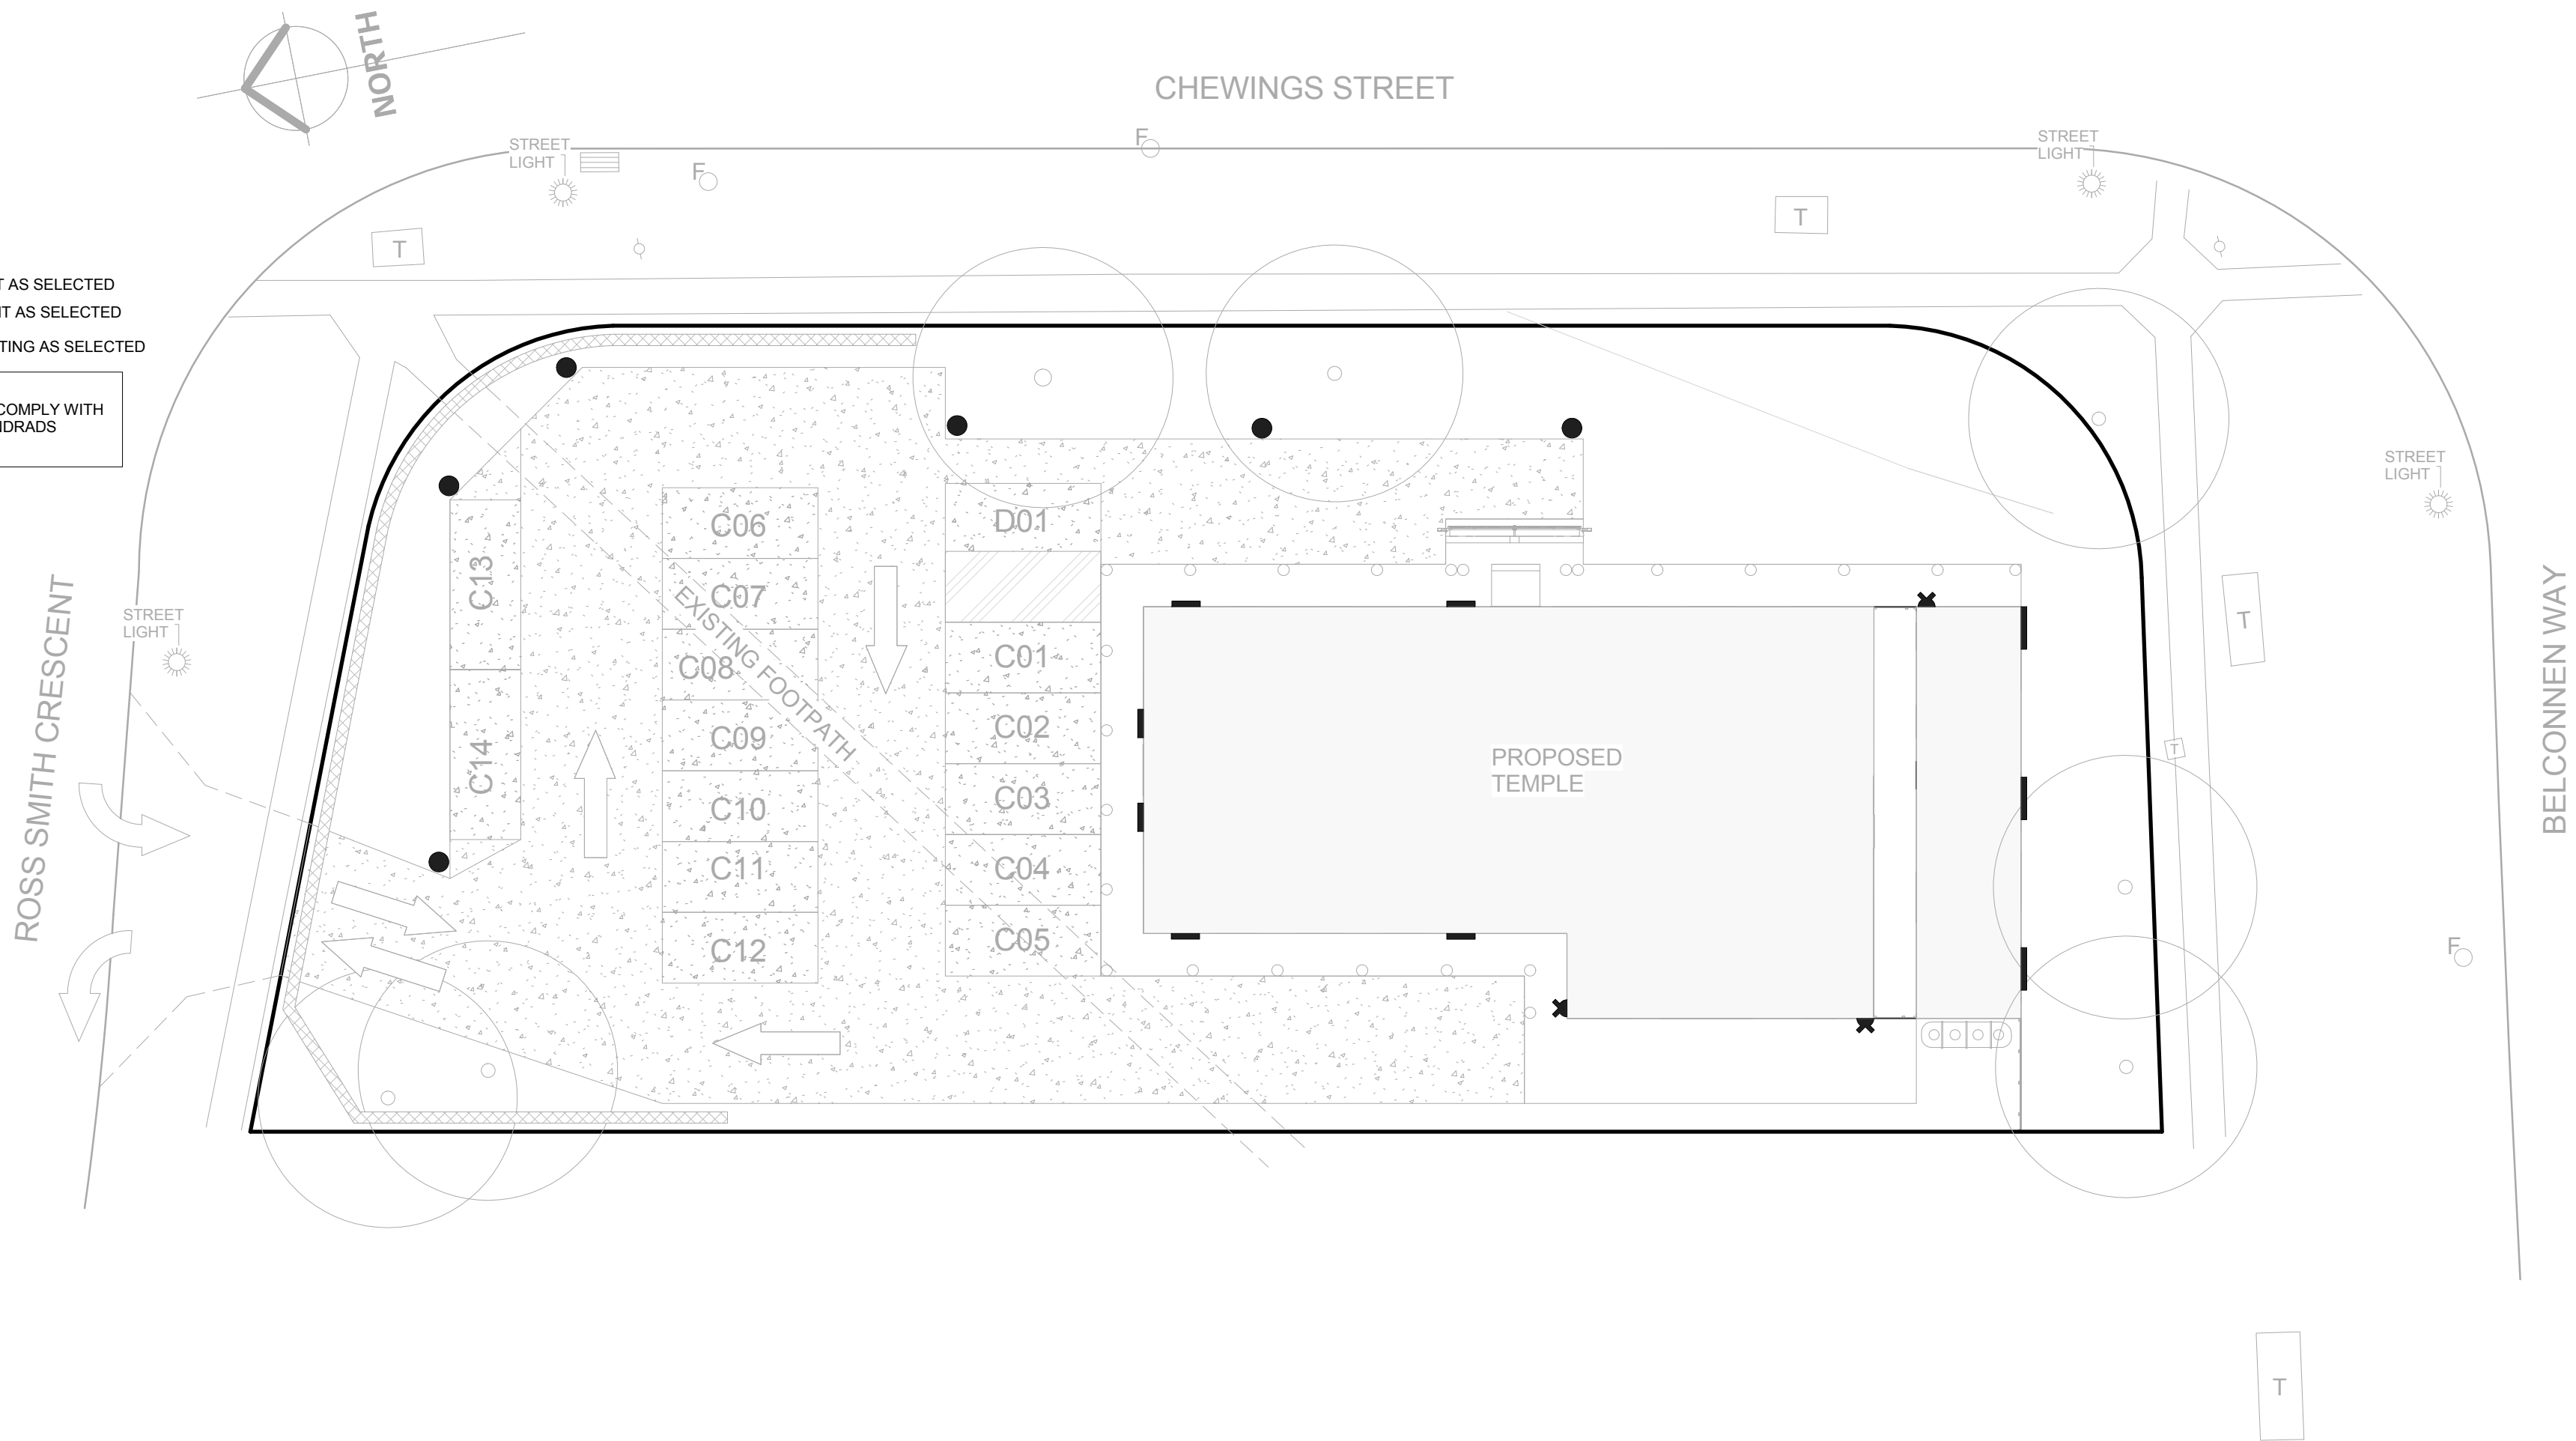 NORTH
CHEWINGS STREET
STREET
LIGHT
F
F
STREET
LIGHT
T
T
T AS SELECTED
IT AS SELECTED
TING AS SELECTED
COMPLY WITH
NDRADS
STREET
LIGHT
C06
D01
C13
C07
EXISTING FOOTPATH
C08
C01
C09
C02
C14
C10
C03
C11
C04
C12
C05
PROPOSED
TEMPLE
STREET
LIGHT
ROSS SMITH CRESCENT
T
T
BELCONNEN WAY
F
T